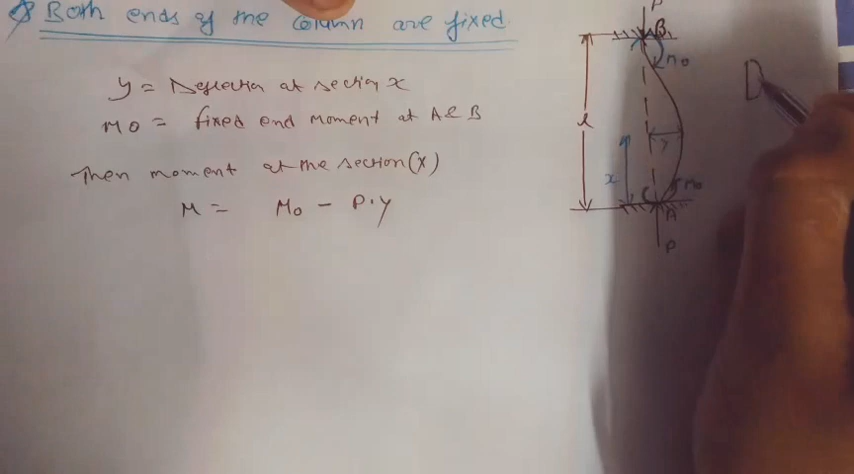 Both ends of the column are fixed
y = Deflection at section x
Mo = fixed end moment at A & B
Then moment at the section (x)
M = Mo - P.y
P
B
Mo
l
y
x
Mo
A
P
D